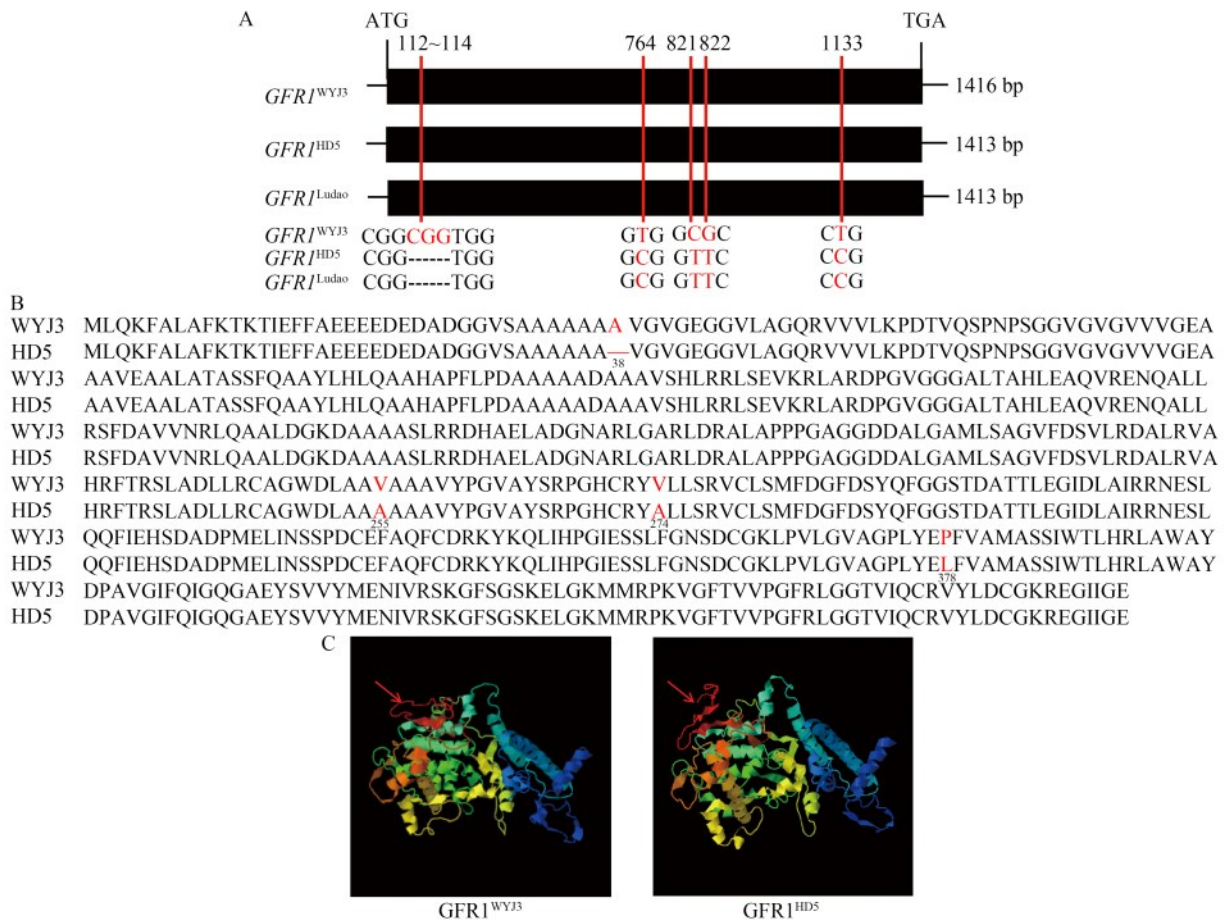 A
ATG TGA
112~114 764 821 822 1133
GFR1WYJ3 1416 bp
GFR1HD5 1413 bp
GFR1Ludao 1413 bp
GFR1WYJ3 CGGCGGTGG GTG GCGC CTG
GFR1HD5 CGG------TGG GCG GTTC CCG
GFR1Ludao CGG------TGG GCG GTTC CCG
B
WYJ3 MLQKFALAFKTKTIEFFAEEEEDEDADGGVSAAAAAAAVGVGEGGVLAGQRVVVLKPDTVQSPNPSGGVGVGVVVGEA
HD5 MLQKFALAFKTKTIEFFAEEEEDEDADGGVSAAAAAA—VGVGEGGVLAGQRVVVLKPDTVQSPNPSGGVGVGVVVGEA
38
WYJ3 AAVEAALATASSFQAAYLHLQAAHAPFLPDAAAAADAAAVSHLRRLSEVKRLARDPGVGGGALTAHLEAQVRENQALL
HD5 AAVEAALATASSFQAAYLHLQAAHAPFLPDAAAAADAAAVSHLRRLSEVKRLARDPGVGGGALTAHLEAQVRENQALL
WYJ3 RSFDAVVNRLQAALDGKDAAAASLRRDHAELADGNARLGARLDRALAPPPGAGGDDALGAMLSAGVFDSVLRDALRVA
HD5 RSFDAVVNRLQAALDGKDAAAASLRRDHAELADGNARLGARLDRALAPPPGAGGDDALGAMLSAGVFDSVLRDALRVA
WYJ3 HRFTRSLADLLRCAGWDLAAVAAAVYPGVAYSRPGHCRYVLLSRVCLSMFDGFDSYQFGGSTDATTLEGIDLAIRRNESL
HD5 HRFTRSLADLLRCAGWDLAAAAAAVYPGVAYSRPGHCRYALLSRVCLSMFDGFDSYQFGGSTDATTLEGIDLAIRRNESL
255 274
WYJ3 QQFIEHSDADPMELINSSPDCEFAQFCDRKYKQLIHPGIESSLFGNSDCGKLPVLGVAGPLYEPFVAMASSIWTLHRLAWAY
HD5 QQFIEHSDADPMELINSSPDCEFAQFCDRKYKQLIHPGIESSLFGNSDCGKLPVLGVAGPLYELFVAMASSIWTLHRLAWAY
378
WYJ3 DPAVGIFQIGQGAEYSVVYMENIVRSKGFSGSKELGKMMRPKVGFTVVPGFRLGGTVIQCRVYLDCGKREGIIGE
HD5 DPAVGIFQIGQGAEYSVVYMENIVRSKGFSGSKELGKMMRPKVGFTVVPGFRLGGTVIQCRVYLDCGKREGIIGE
C
GFR1WYJ3 GFR1HD5